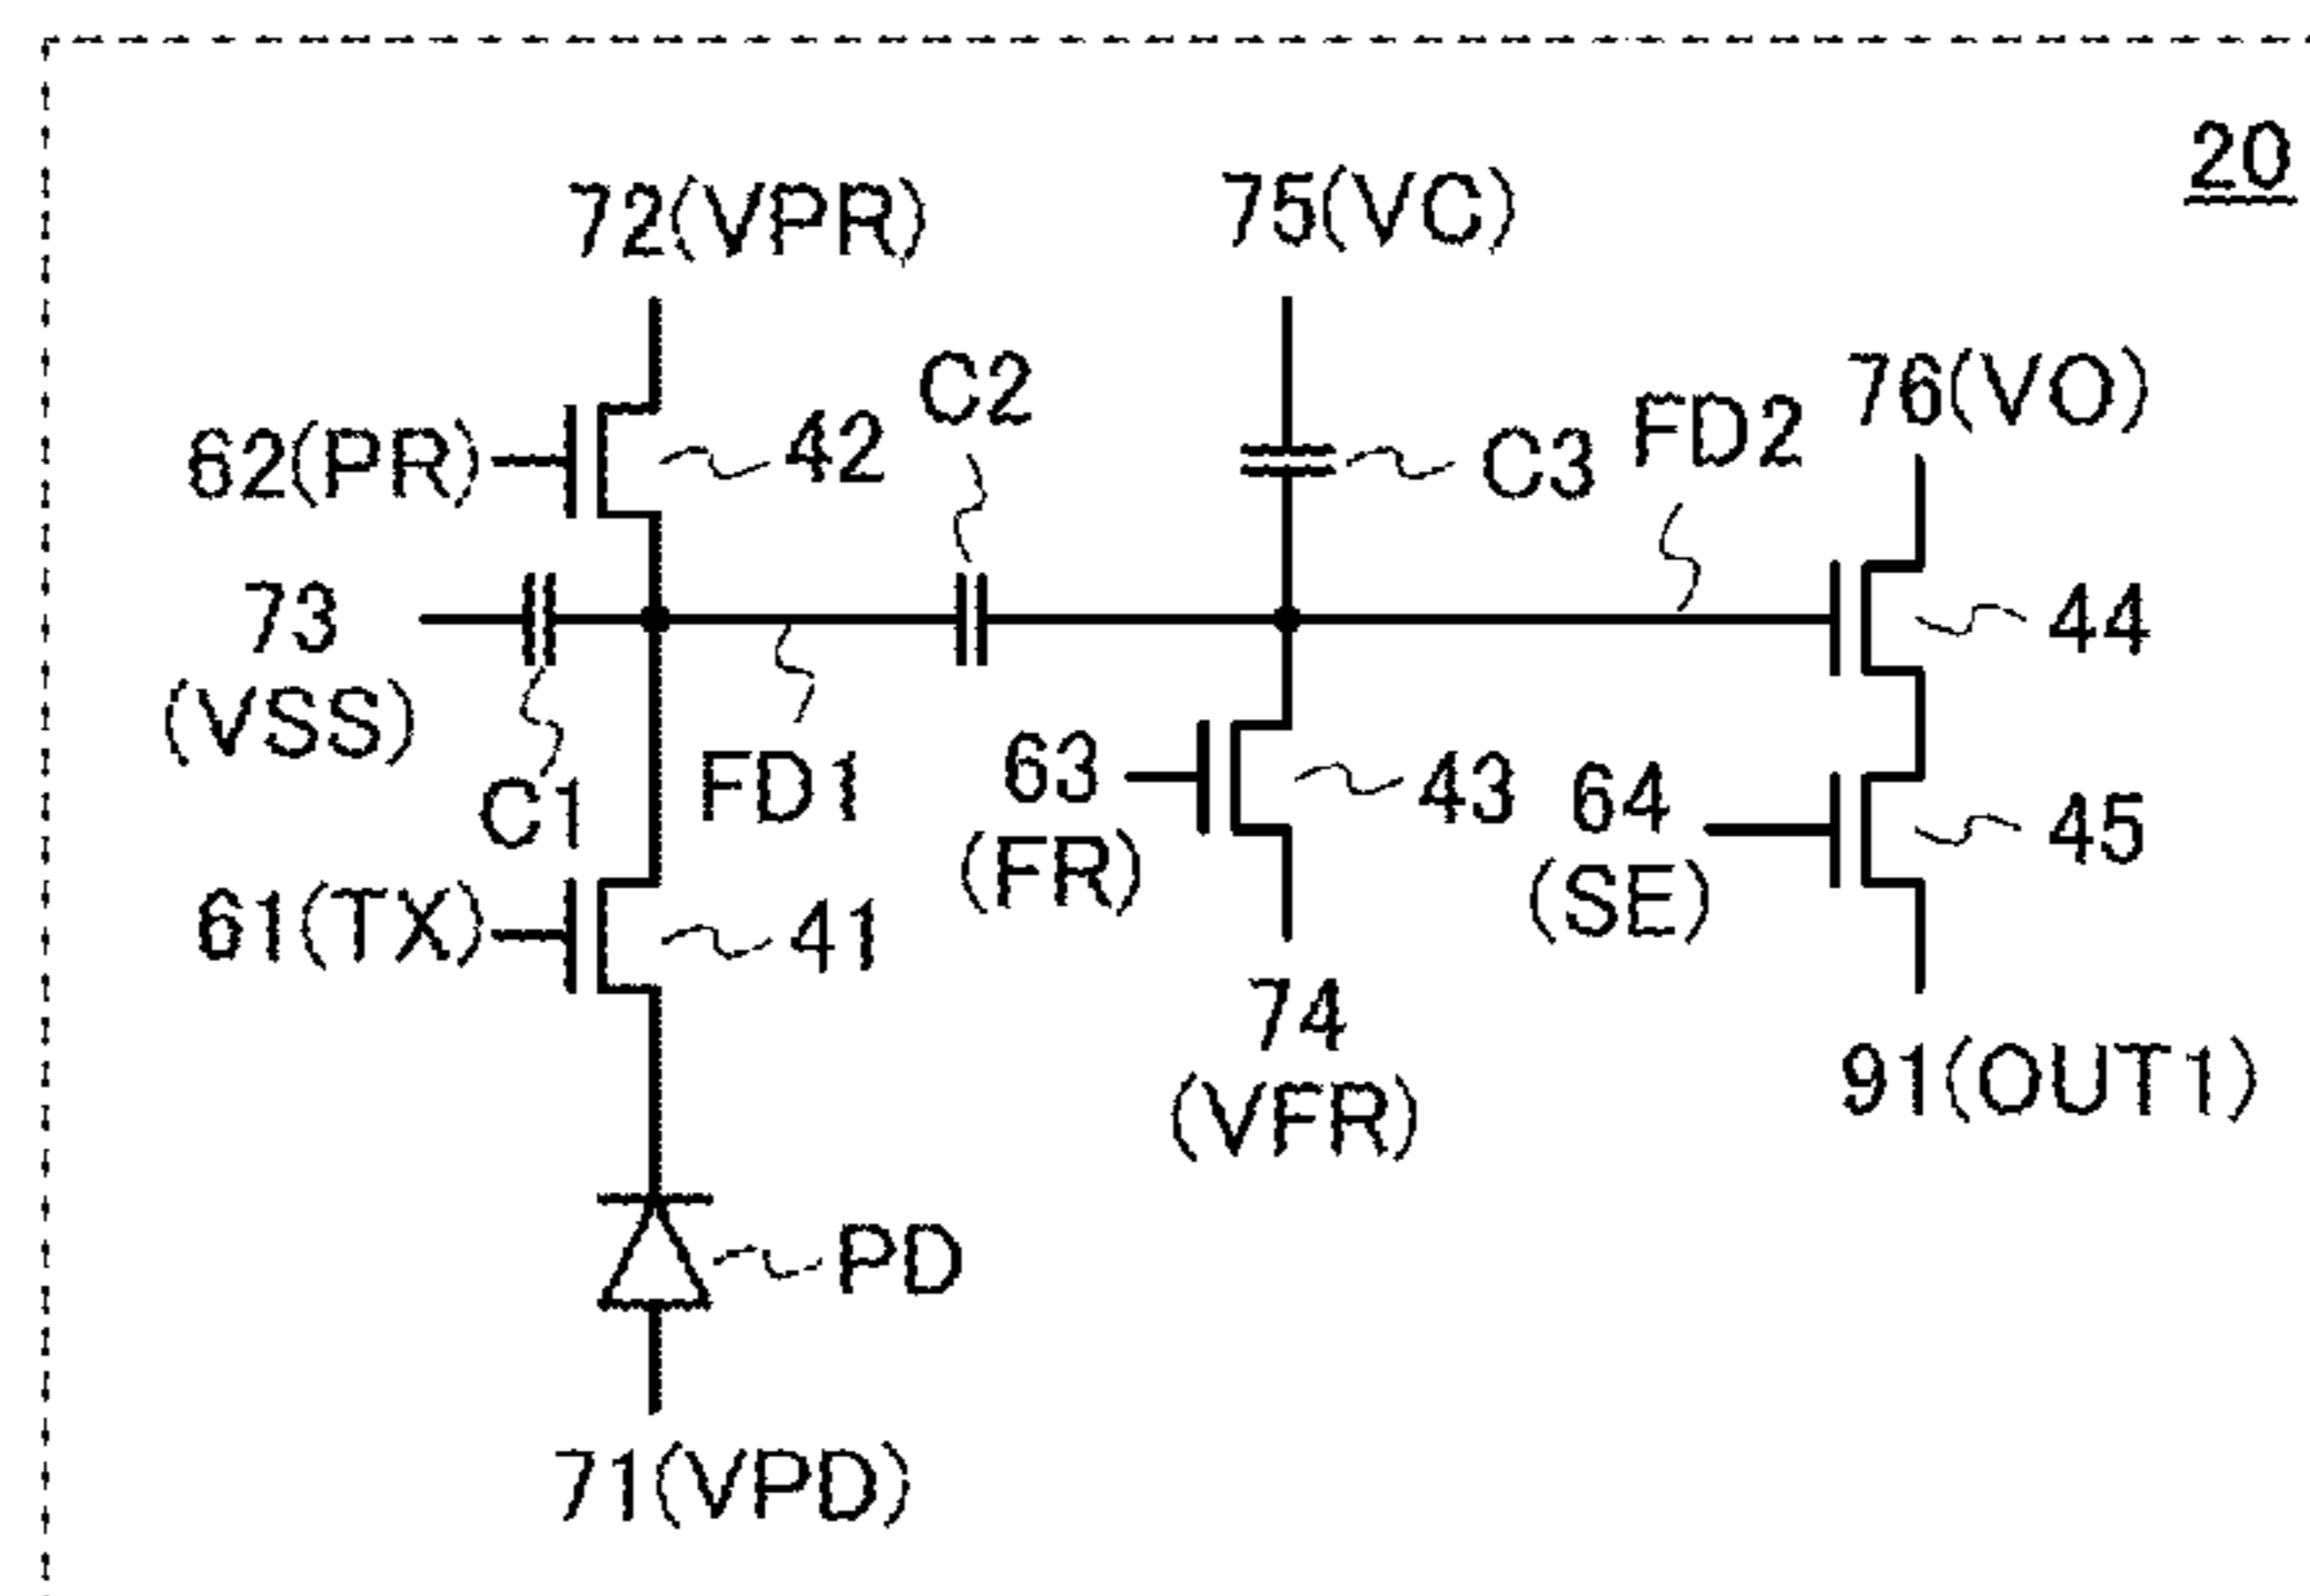 20
72(VPR)
75(VC)
C2
76(VO)
FD2
62(PR)
42
C3
73
(VSS)
44
C1
FD1
63
(FR)
43
64
(SE)
45
61(TX)
41
74
(VFR)
91(OUT1)
PD
71(VPD)